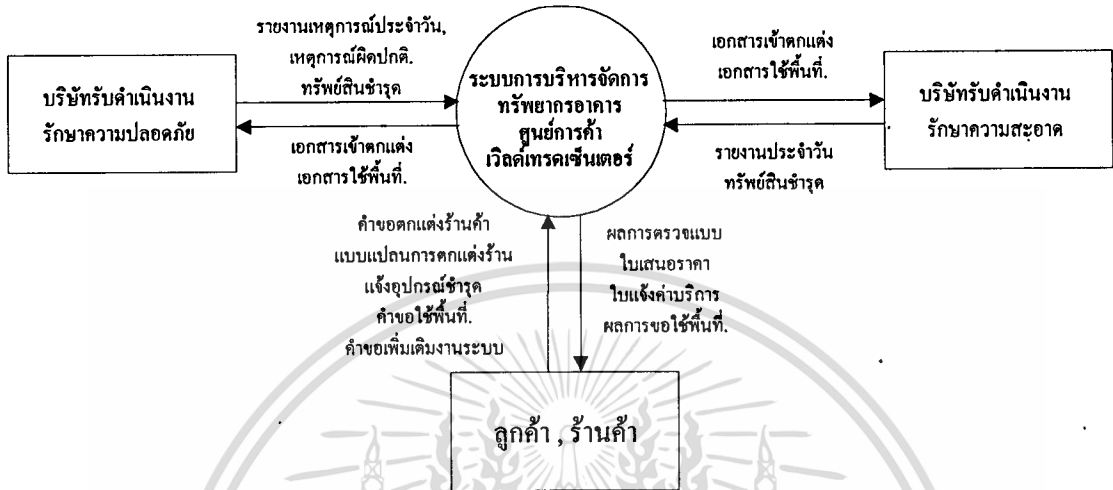 รายงานเหตุการณ์ประจำวัน,
เหตุการณ์ผิดปกติ.
ทรัพย์สินชำรุด
บริษัทรับดำเนินงาน
รักษาความปลอดภัย
เอกสารเข้าตกแต่ง
เอกสารใช้พื้นที่.
ระบบการบริหารจัดการ
ทรัพยากรอาคาร
ศูนย์การค้า
เวิลด์เทรดเซ็นเตอร์
เอกสารเข้าตกแต่ง
เอกสารใช้พื้นที่.
บริษัทรับดำเนินงาน
รักษาความสะอาด
รายงานประจำวัน
ทรัพย์สินชำรุด
คำขอตกแต่งร้านค้า
แบบแปลนการตกแต่งร้าน
แจ้งอุปกรณ์ชำรุด
คำขอใช้พื้นที่.
คำขอเพิ่มเติมงานระบบ
ผลการตรวจแบบ
ใบเสนอราคา
ใบแจ้งค่าบริการ
ผลการขอใช้พื้นที่.
ลูกค้า , ร้านค้า